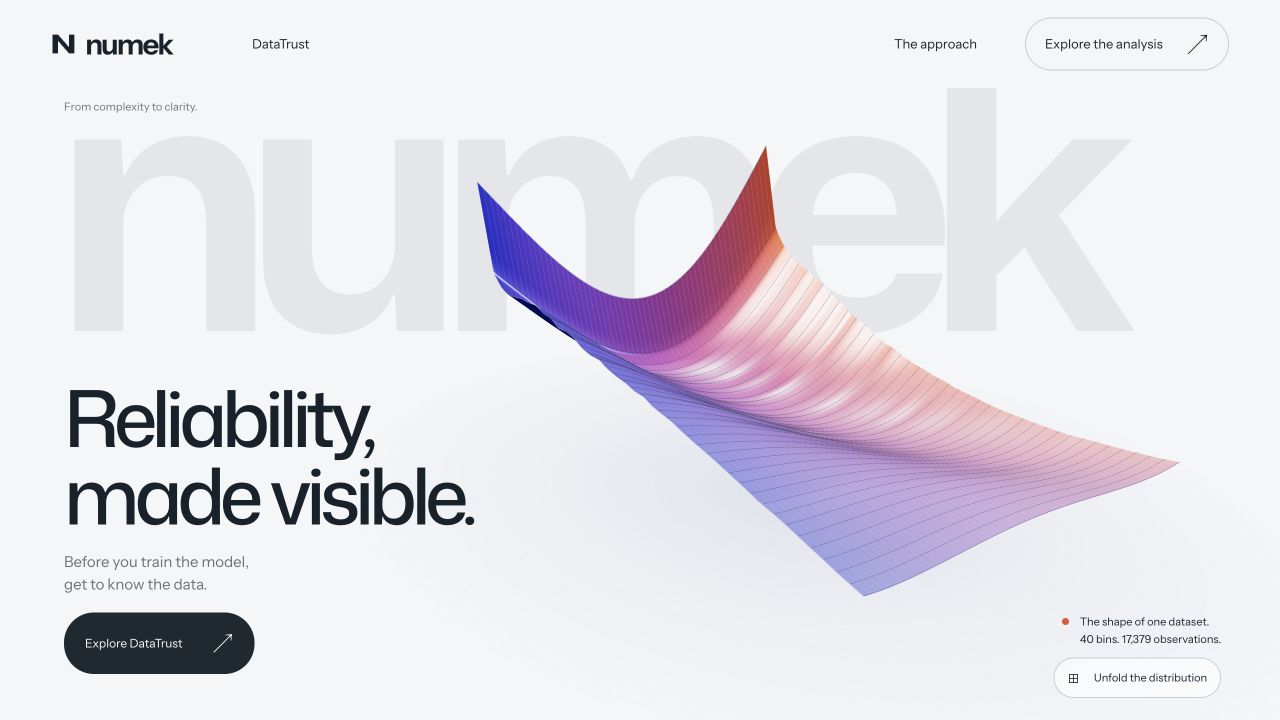 N numek
DataTrust
The approach
Explore the analysis
From complexity to clarity.
numek
Reliability,
made visible.
Before you train the model,
get to know the data.
Explore DataTrust
The shape of one dataset.
40 bins. 17,379 observations.
Unfold the distribution